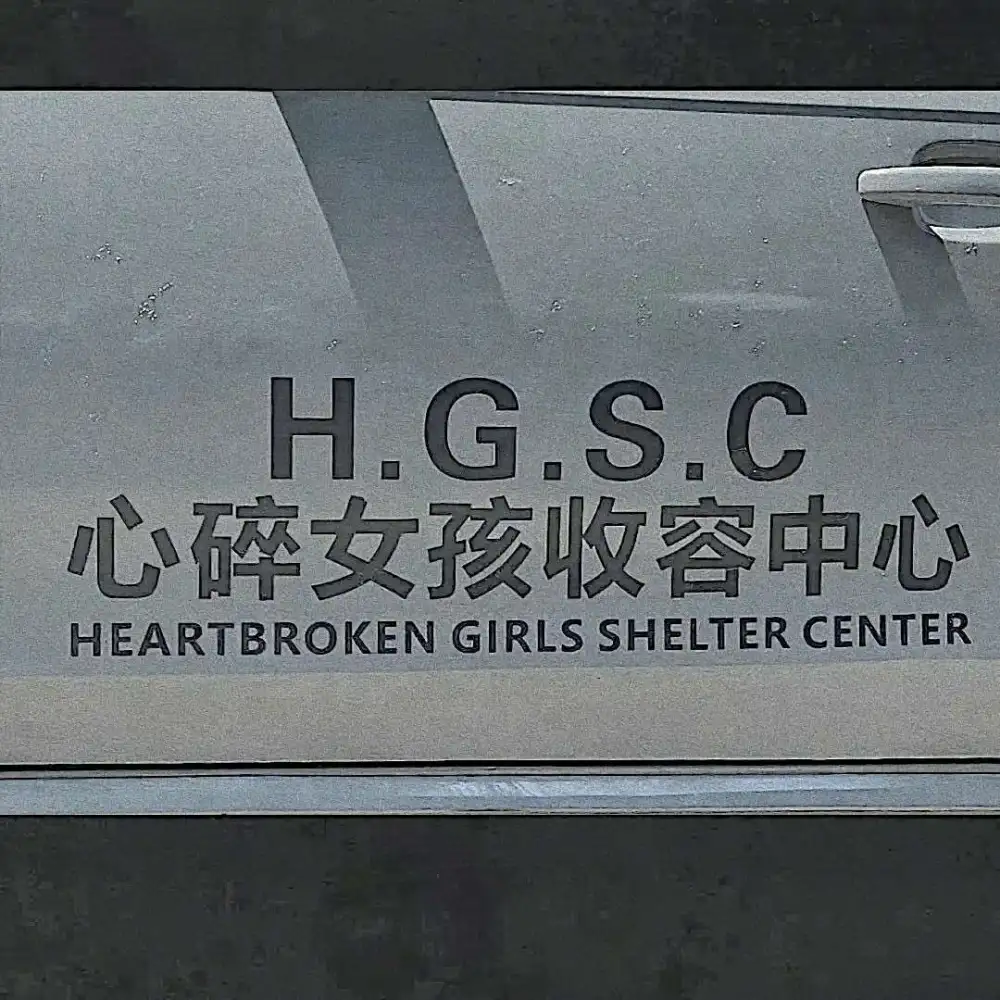 H.G.S.C
心碎女孩收容中心
HEARTBROKEN GIRLS SHELTER CENTER